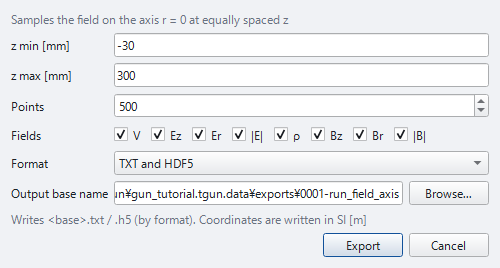 Samples the field on the axis r = 0 at equally spaced z
z min [mm] -30
z max [mm] 300
Points 500
Fields V Ez Er |E| ρ Bz Br |B|
Format TXT and HDF5
Output base name ın¥gun_tutorial.tgun.data¥exports¥0001-run_field_axis Browse...
Writes <base>.txt / .h5 (by format). Coordinates are written in SI [m]
Export Cancel